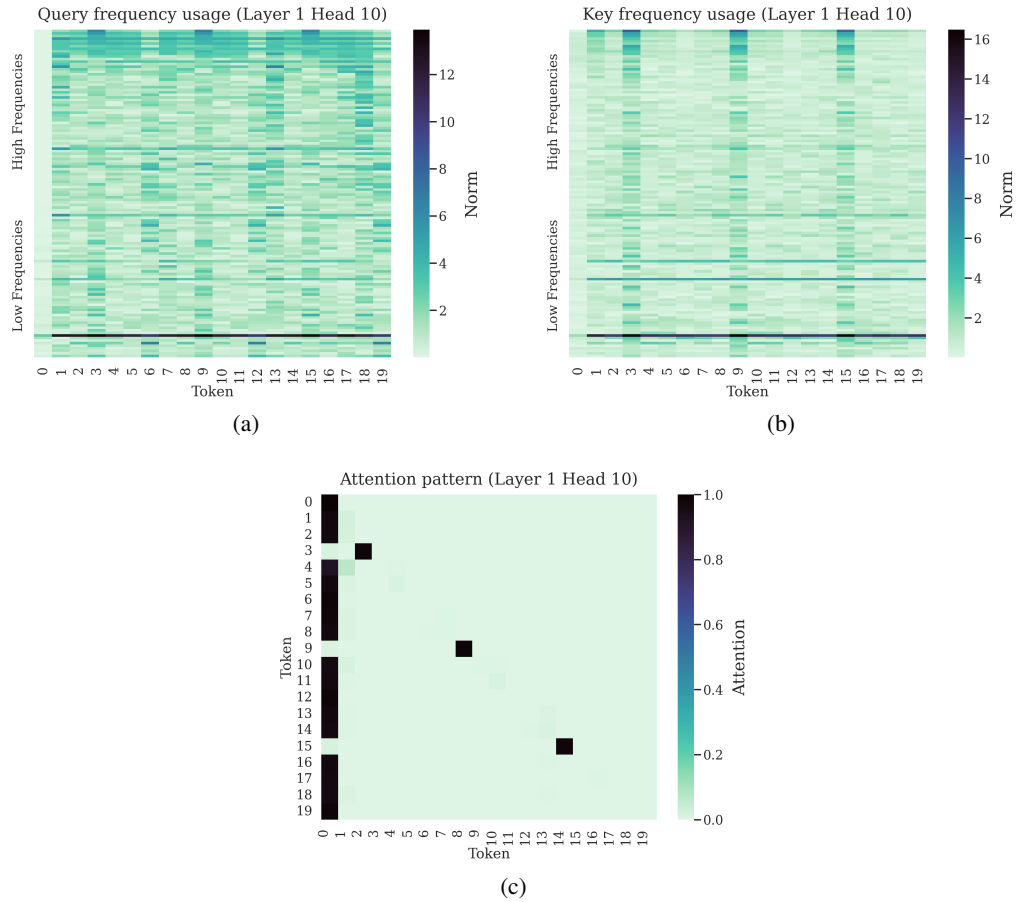 Query frequency usage (Layer 1 Head 10)
High Frequencies
Low Frequencies
0 1 2 3 4 5 6 7 8 9 10 11 12 13 14 15 16 17 18 19
Token
12
10
8
6
4
2
Norm
(a)
Key frequency usage (Layer 1 Head 10)
High Frequencies
Low Frequencies
0 1 2 3 4 5 6 7 8 9 10 11 12 13 14 15 16 17 18 19
Token
16
14
12
10
8
6
4
2
Norm
(b)
Attention pattern (Layer 1 Head 10)
Token
0
1
2
3
4
5
6
7
8
9
10
11
12
13
14
15
16
17
18
19
0 1 2 3 4 5 6 7 8 9 10 11 12 13 14 15 16 17 18 19
Token
1.0
0.8
0.6
0.4
0.2
0.0
Attention
(c)